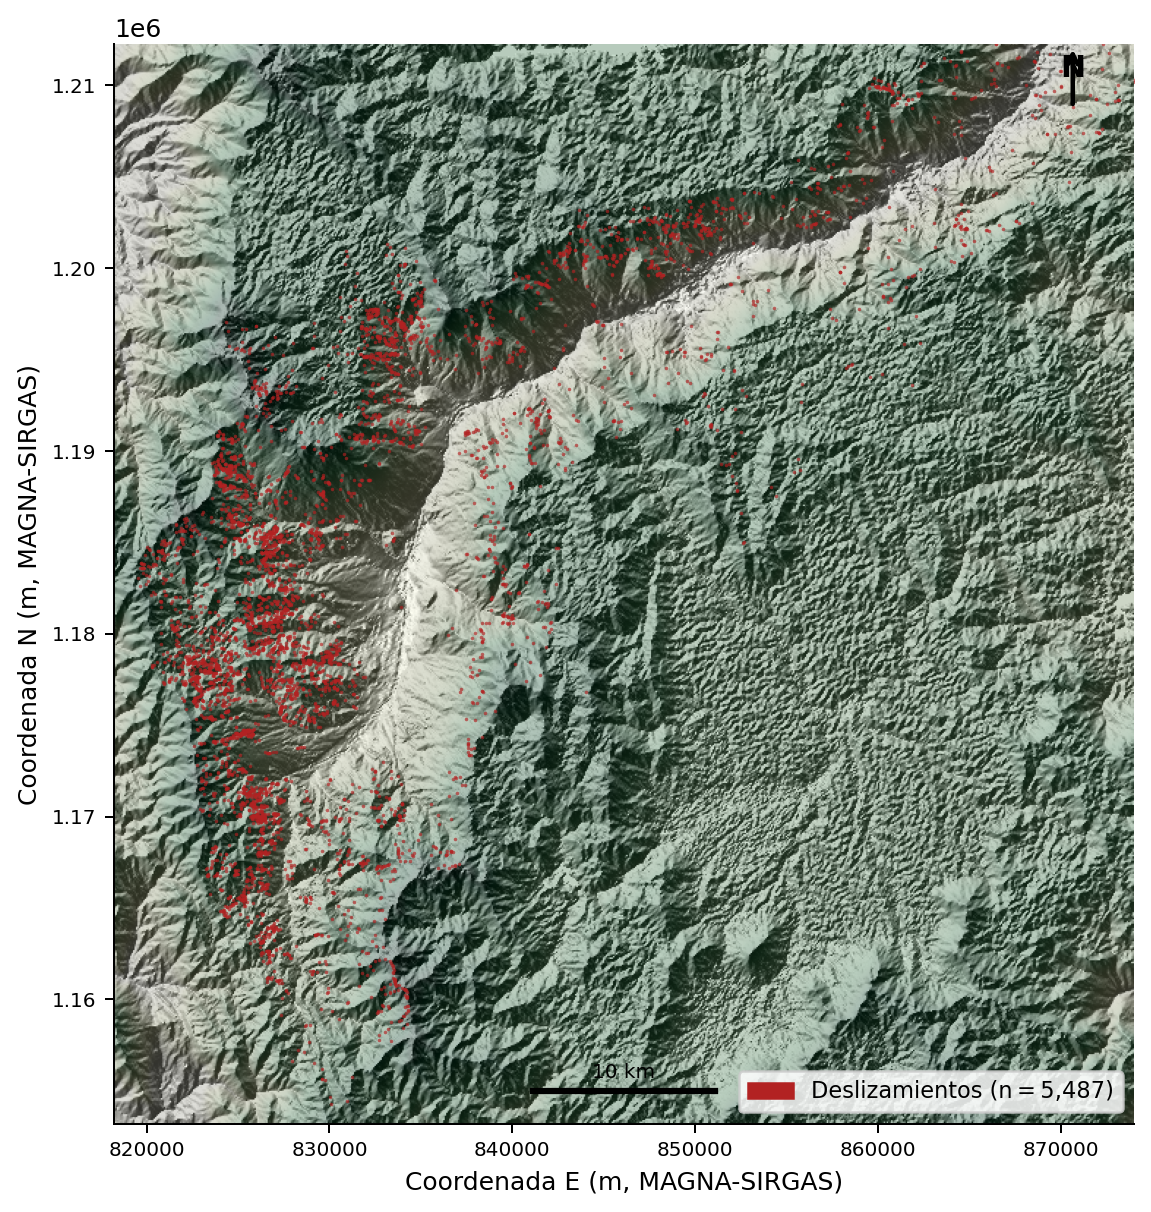 1e6
N
1.21
1.20
1.19
1.18
1.17
1.16
Coordenada N (m, MAGNA-SIRGAS)
10 km
Deslizamientos (n = 5,487)
820000 830000 840000 850000 860000 870000
Coordenada E (m, MAGNA-SIRGAS)